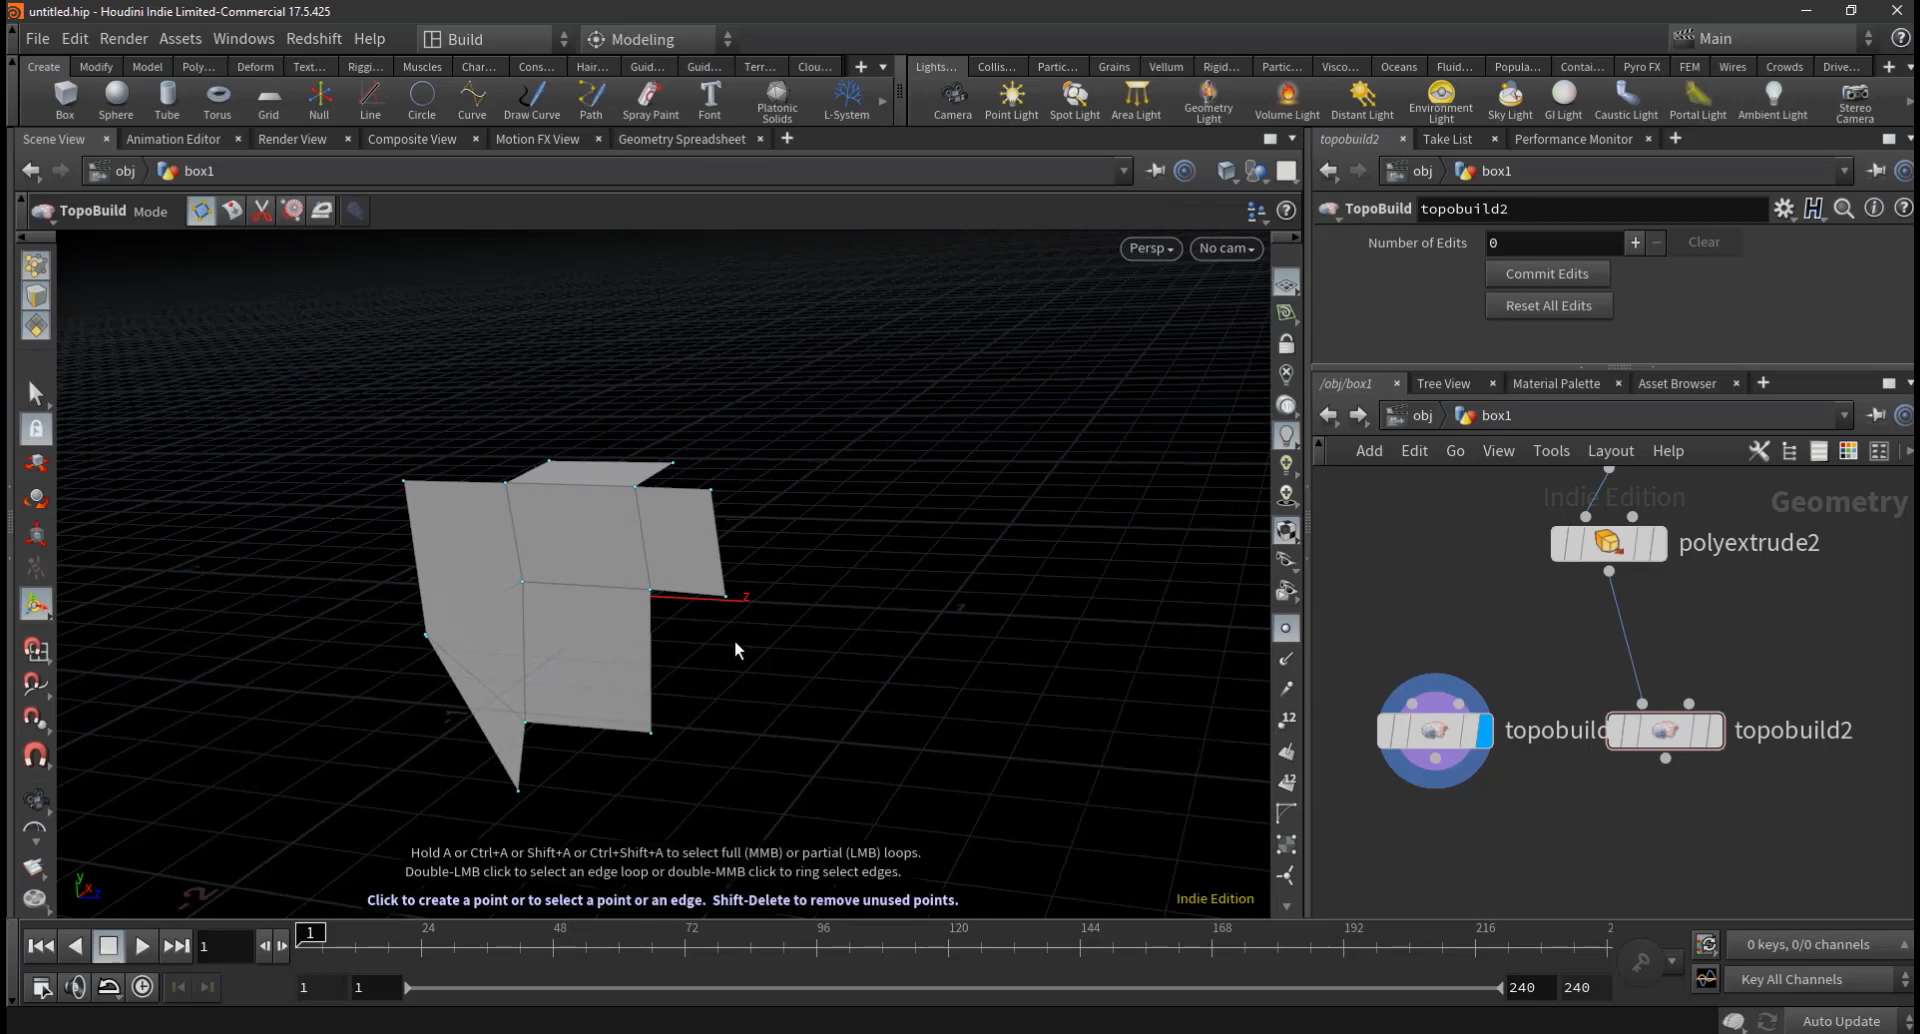 untitled.hip - Houdini Indie Limited-Commercial 17.5.425
File Edit Render Assets Windows Redshift Help Build Modeling Main
Create Modify Model Poly... Deform Text... Riggi... Muscles Char... Cons... Hair... Guid... Guid... Terr... Clou...
Lights... Collis... Partic... Grains Vellum Rigid... Partic... Visco... Oceans Fluid... Popula... Contai... Pyro FX FEM Wires Crowds Drive...
Box Sphere Tube Torus Grid Null Line Circle Curve Draw Curve Path Spray Paint Font Platonic Solids L-System
Camera Point Light Spot Light Area Light Geometry Light Volume Light Distant Light Environment Light Sky Light GI Light Caustic Light Portal Light Ambient Light Stereo Camera
Scene View Animation Editor Render View Composite View Motion FX View Geometry Spreadsheet
topobuild2 Take List Performance Monitor
obj box1
obj box1
TopoBuild Mode
TopoBuild topobuild2
Persp No cam
Number of Edits 0 Clear
Commit Edits
Reset All Edits
/obj/box1 Tree View Material Palette Asset Browser
obj box1
Add Edit Go View Tools Layout Help
Indie Edition Geometry
polyextrude2
topobuild
topobuild2
z
12
12
y x z
Hold A or Ctrl+A or Shift+A or Ctrl+Shift+A to select full (MMB) or partial (LMB) loops.
Double-LMB click to select an edge loop or double-MMB click to ring select edges.
Click to create a point or to select a point or an edge. Shift-Delete to remove unused points.
Indie Edition
1 1 24 48 72 96 120 144 168 192 216 2
0 keys, 0/0 channels
1 1 240 240
Key All Channels
Auto Update